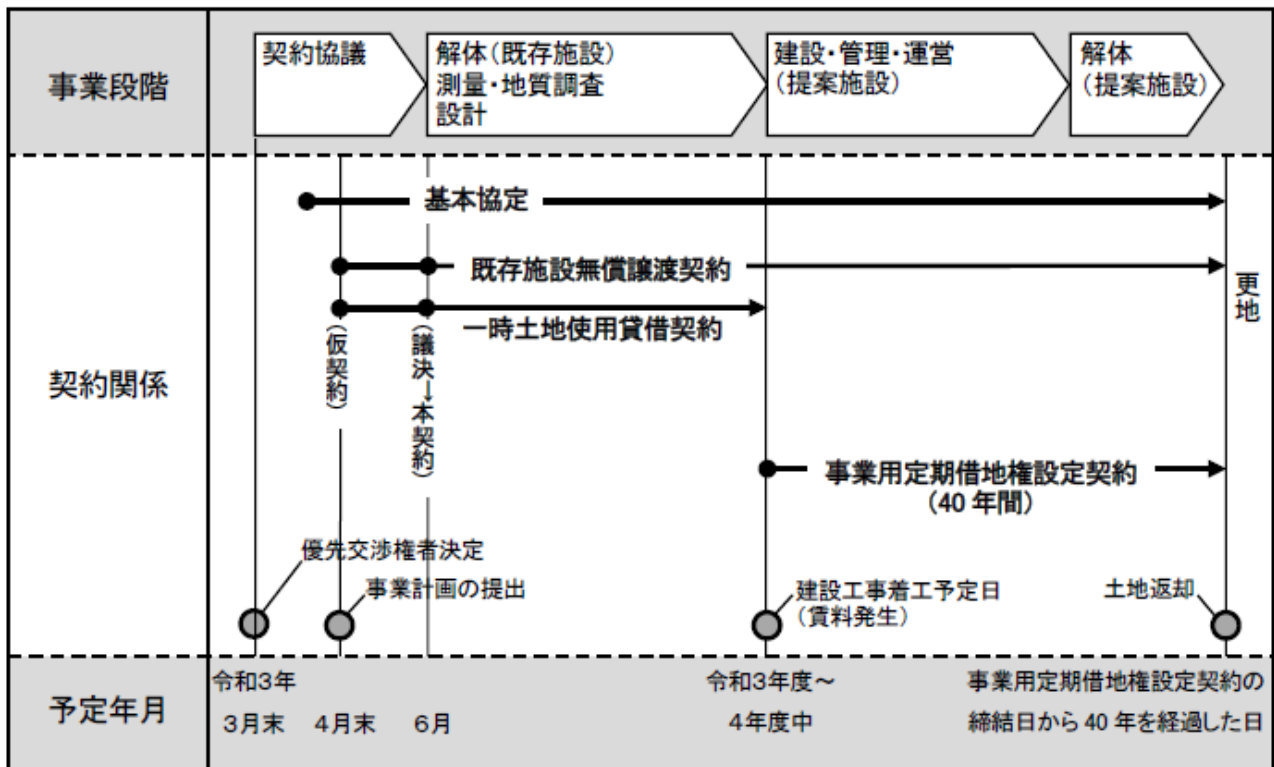 事業段階
契約協議
解体(既存施設)
測量・地質調査
設計
建設・管理・運営
(提案施設)
解体
(提案施設)
契約関係
基本協定
既存施設無償譲渡契約
一時土地使用貸借契約
(仮契約)
(議決→本契約)
更地
事業用定期借地権設定契約
(40年間)
優先交渉権者決定
事業計画の提出
建設工事着工予定日
(賃料発生)
土地返却
予定年月
令和3年
3月末
4月末
6月
令和3年度～
4年度中
事業用定期借地権設定契約の
締結日から40年を経過した日